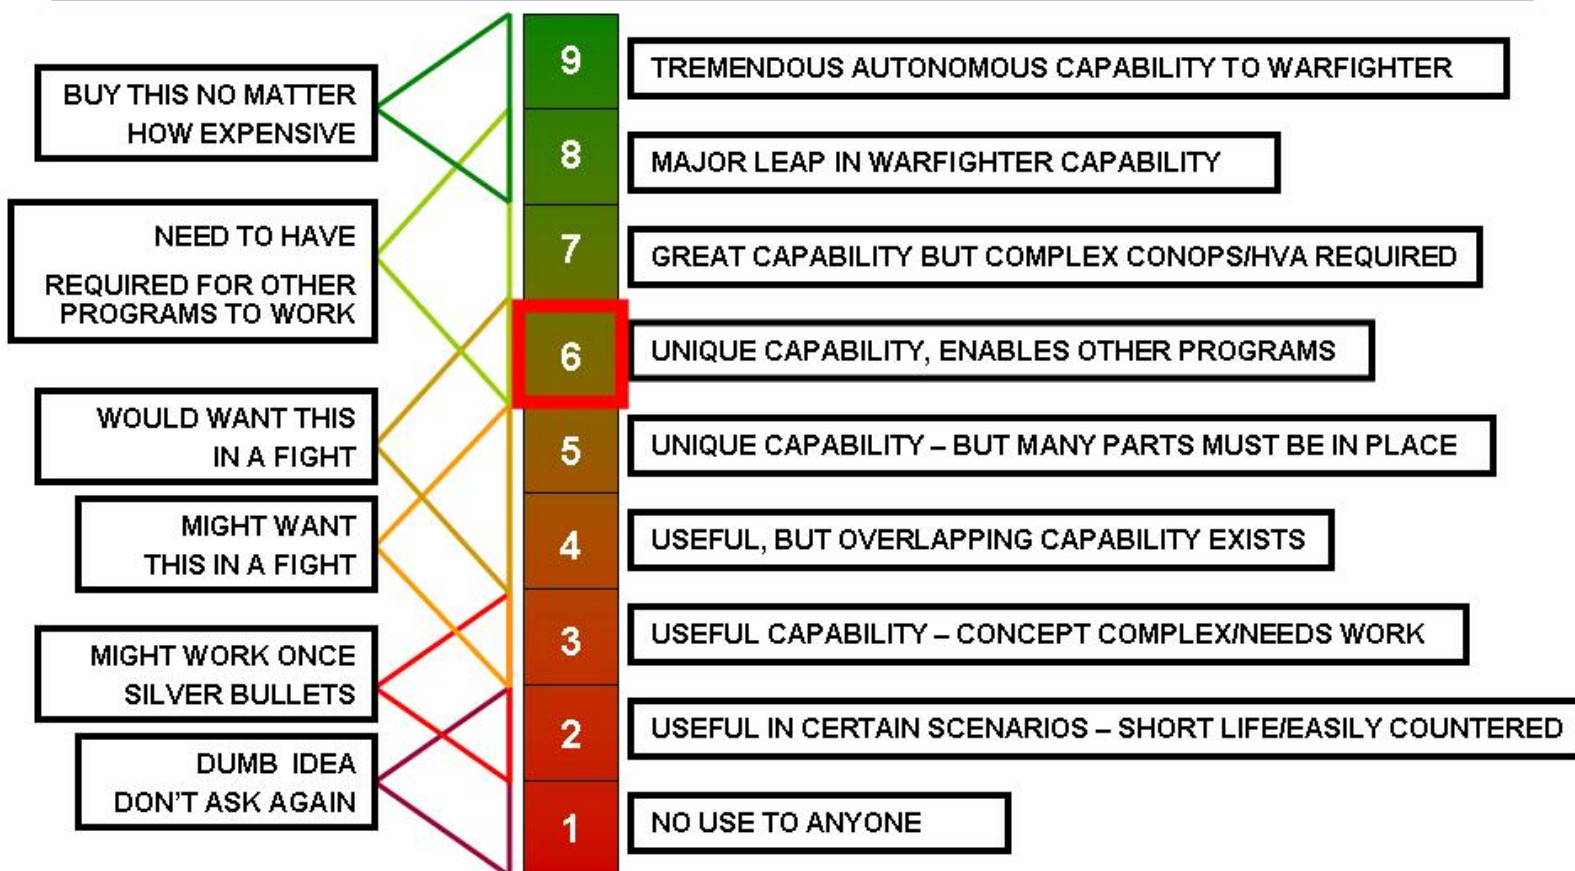 BUY THIS NO MATTER
HOW EXPENSIVE
NEED TO HAVE
REQUIRED FOR OTHER
PROGRAMS TO WORK
WOULD WANT THIS
IN A FIGHT
MIGHT WANT
THIS IN A FIGHT
MIGHT WORK ONCE
SILVER BULLETS
DUMB IDEA
DON'T ASK AGAIN
9
8
7
6
5
4
3
2
1
TREMENDOUS AUTONOMOUS CAPABILITY TO WARFIGHTER
MAJOR LEAP IN WARFIGHTER CAPABILITY
GREAT CAPABILITY BUT COMPLEX CONOPS/HVA REQUIRED
UNIQUE CAPABILITY, ENABLES OTHER PROGRAMS
UNIQUE CAPABILITY – BUT MANY PARTS MUST BE IN PLACE
USEFUL, BUT OVERLAPPING CAPABILITY EXISTS
USEFUL CAPABILITY – CONCEPT COMPLEX/NEEDS WORK
USEFUL IN CERTAIN SCENARIOS – SHORT LIFE/EASILY COUNTERED
NO USE TO ANYONE